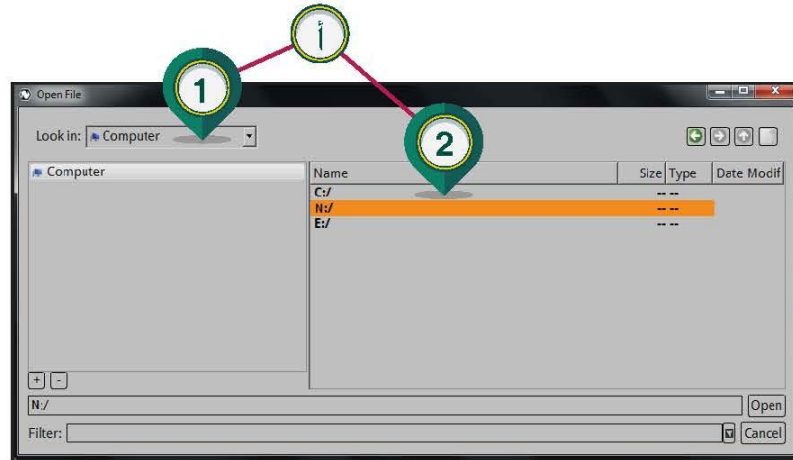 أ
1
2
Open File
Look in: Computer
Computer
Name Size Type Date Modif
C:/ -- --
N:/ -- --
E:/ -- --
+ -
N:/ Open
Filter: Cancel